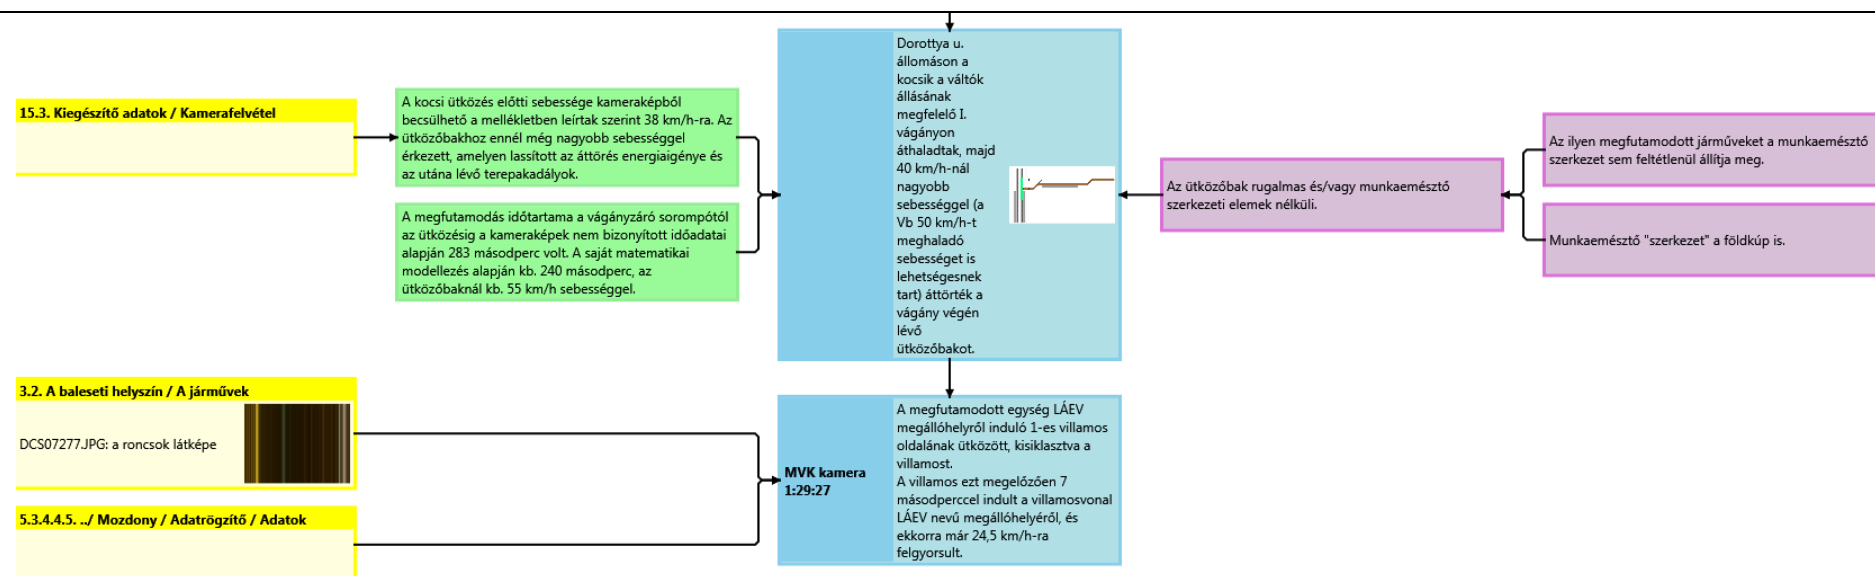 15.3. Kiegészítő adatok / Kamerafelvétel
A kocsi ütközés előtti sebessége kameraképből
becsülhető a mellékletben leírtak szerint 38 km/h-ra. Az
ütközőbakhoz ennél még nagyobb sebességgel
érkezett, amelyen lassított az áttörés energiaigénye és
az utána lévő terepakadályok.
A megfutamodás időtartama a vágányzáró sorompótól
az ütközésig a kameraképek nem bizonyított időadatai
alapján 283 másodperc volt. A saját matematikai
modellezés alapján kb. 240 másodperc, az
ütközőbaknál kb. 55 km/h sebességgel.
Dorottya u.
állomáson a
kocsik a váltók
állásának
megfelelő I.
vágányon
áthaladtak, majd
40 km/h-nál
nagyobb
sebességgel (a
Vb 50 km/h-t
meghaladó
sebességet is
lehetségesnek
tart) áttörték a
vágány végén
lévő
ütközőbakot.
Az ütközőbak rugalmas és/vagy munkaemésztő
szerkezeti elemek nélküli.
Az ilyen megfutamodott járműveket a munkaemésztő
szerkezet sem feltétlenül állítja meg.
Munkaemésztő "szerkezet" a földkúp is.
3.2. A baleseti helyszín / A járművek
DCS07277.JPG: a roncsok látképe
5.3.4.4.5. ../ Mozdony / Adatrögzítő / Adatok
MVK kamera
1:29:27
A megfutamodott egység LÁEV
megállóhelyről induló 1-es villamos
oldalának ütközött, kisiklasztva a
villamost.
A villamos ezt megelőzően 7
másodperccel indult a villamosvonal
LÁEV nevű megállóhelyéről, és
ekkorra már 24,5 km/h-ra
felgyorsult.